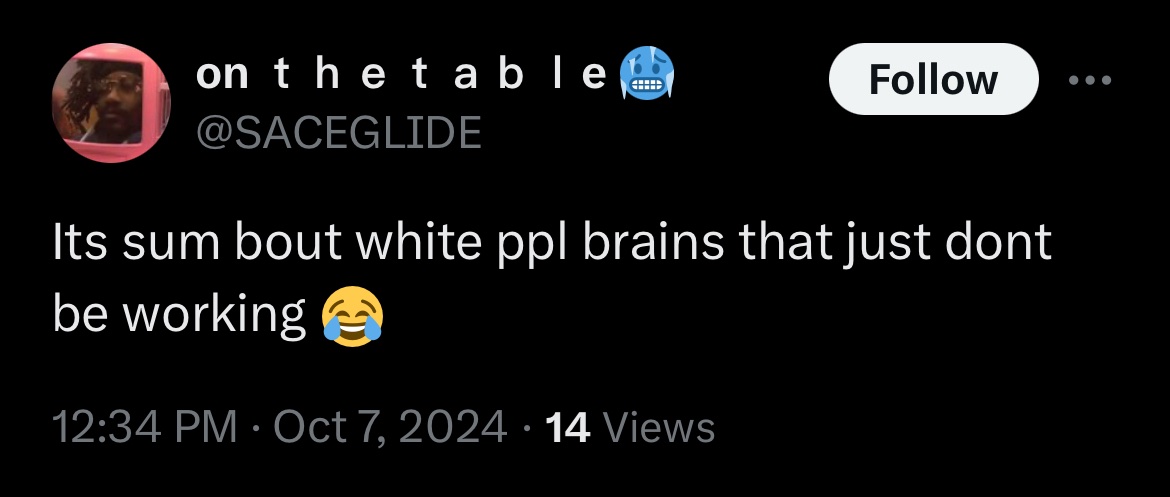 on t h e t a b l e🥶
Follow
@SACEGLIDE
Its sum bout white ppl brains that just dont
be working 😂
12:34 PM · Oct 7, 2024 · 14 Views